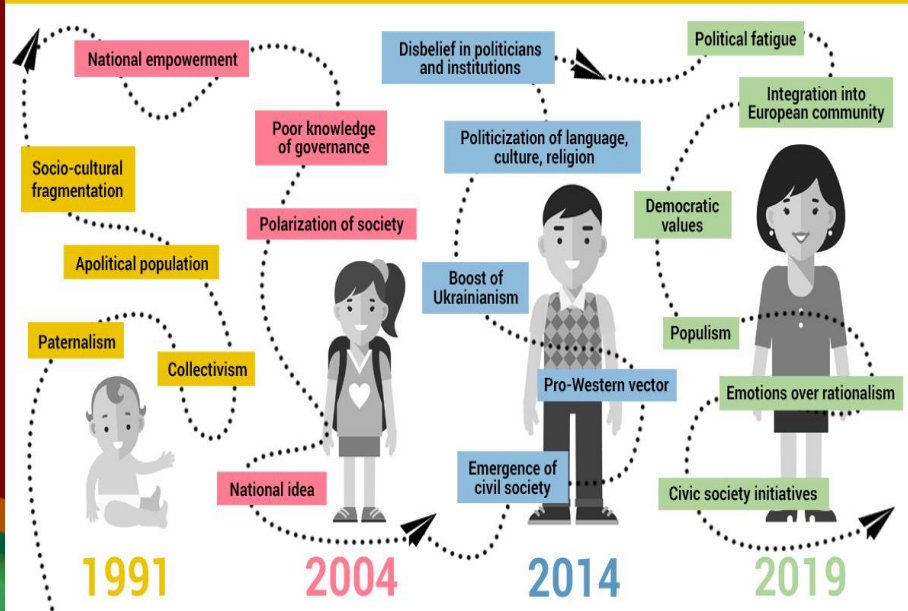 Paternalism
Collectivism
Apolitical population
Socio-cultural
fragmentation
1991
National empowerment
Poor knowledge
of governance
Polarization of society
National idea
2004
Disbelief in politicians
and institutions
Politicization of language,
culture, religion
Boost of
Ukrainianism
Pro-Western vector
Emergence of
civil society
2014
Political fatigue
Integration into
European community
Democratic
values
Populism
Emotions over rationalism
Civic society initiatives
2019